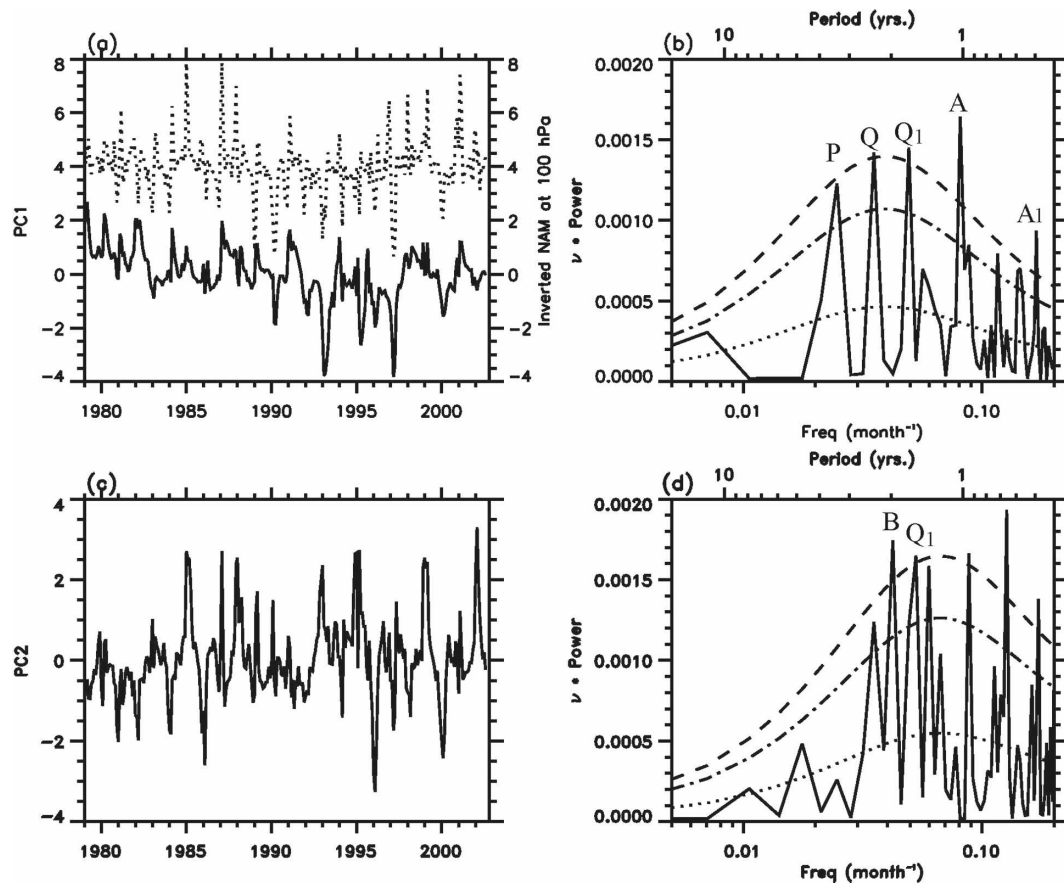 Period (yrs.)
(a) (b) 10 1
8 8 0.0020
6 6
4 4 0.0015
2 2 0.0010
0 0
-2 -2 0.0005
-4 -4 0.0000
PC1
Inverted NAM at 100 hPa
ν • Power
P Q Q1 A A1
1980 1985 1990 1995 2000
0.01 0.10
Freq (month⁻¹)
Period (yrs.)
(c) (d) 10 1
4 0.0020
2 0.0015
0 0.0010
-2 0.0005
-4 0.0000
PC2
ν • Power
B Q1
1980 1985 1990 1995 2000
0.01 0.10
Freq (month⁻¹)